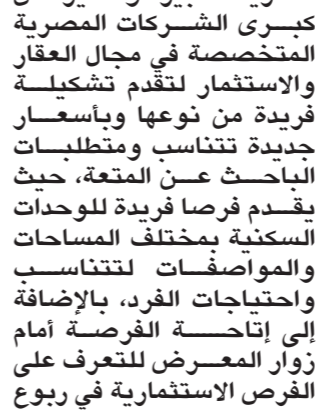 كبرى الشركات المصرية
المتخصصة في مجال العقار
والاستثمار لتقدم تشكيلة
فريدة من نوعها وبأسعار
جديدة تتناسب ومتطلبات
الباحث عن المتعة، حيث
يقدم فرصا فريدة للوحدات
السكنية بمختلف المساحات
والمواصفات لتتناسب
واحتياجات الفرد، بالإضافة
إلى إتاحة الفرصة أمام
زوار المعرض للتعرف على
الفرص الاستثمارية في ربوع